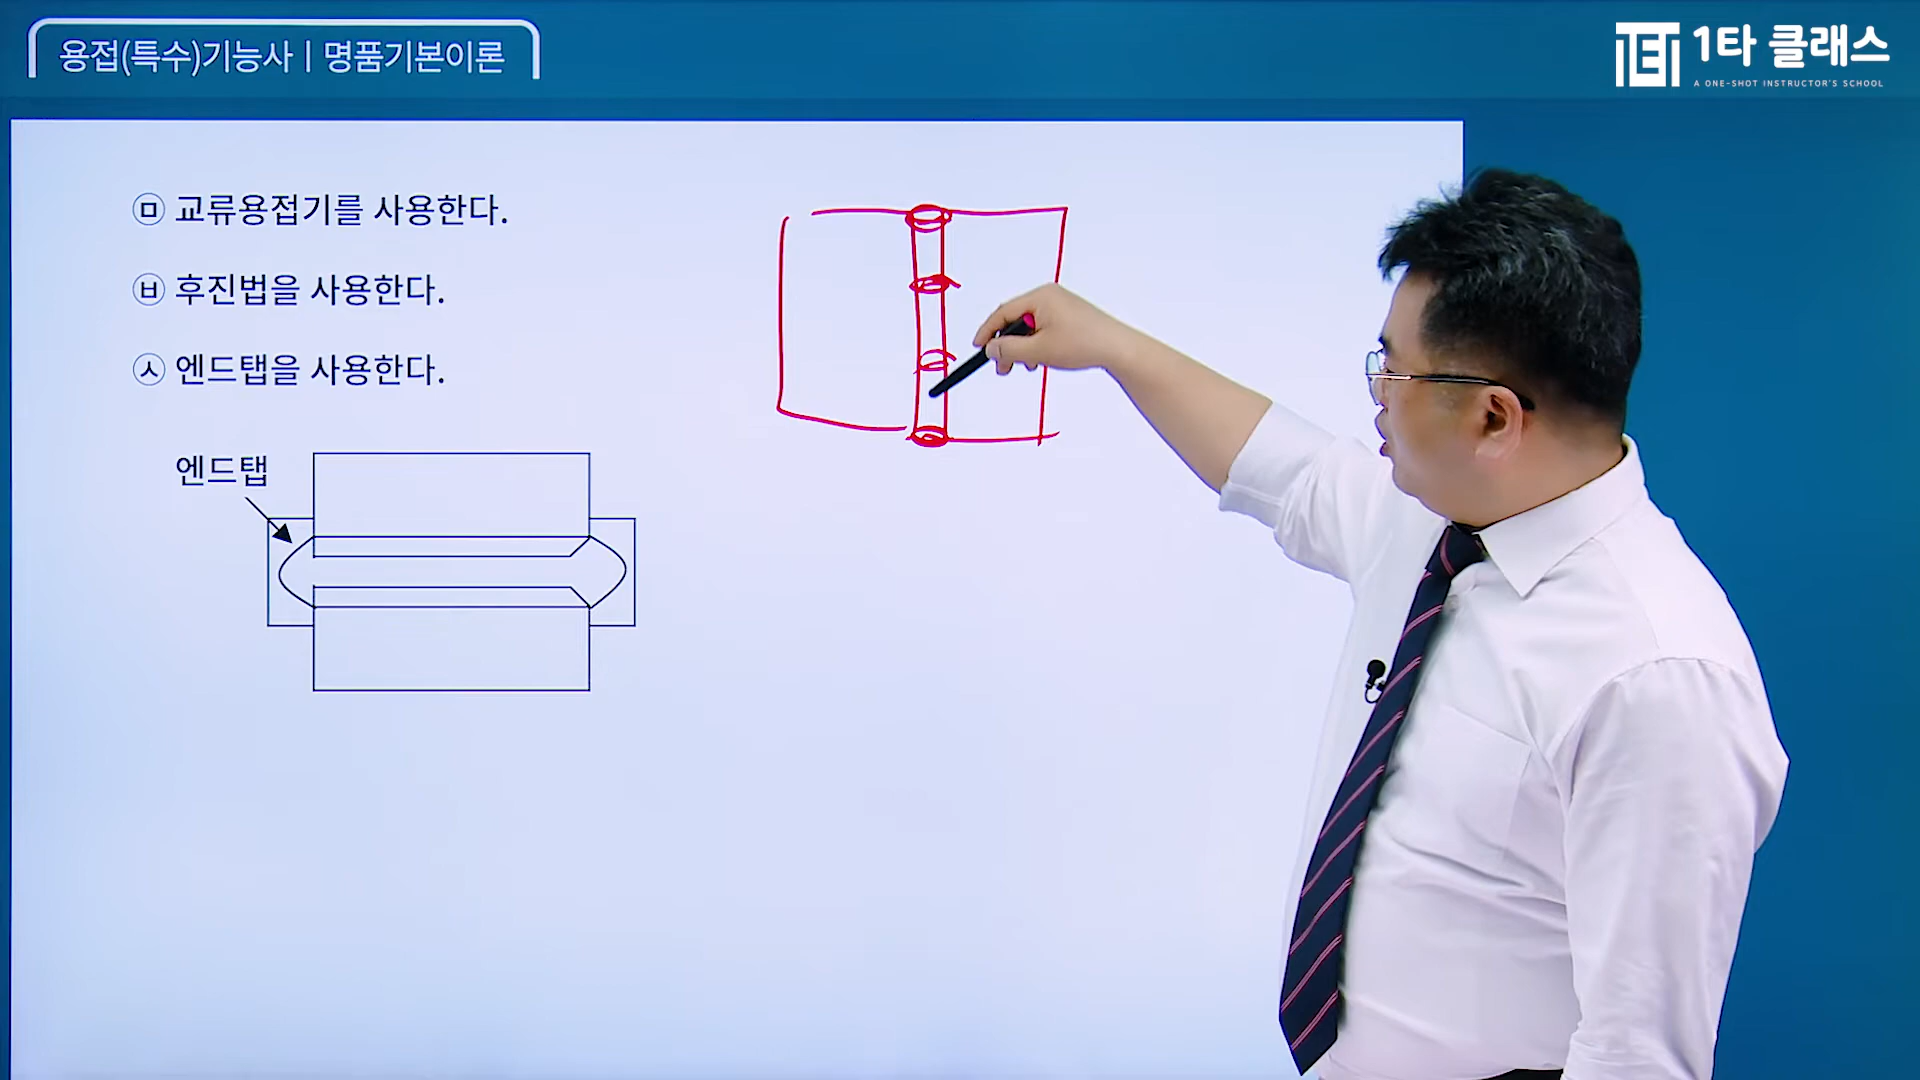 용접(특수)기능사 | 명품기본이론
1타 클래스
A ONE-SHOT INSTRUCTOR'S SCHOOL
㉤ 교류용접기를 사용한다.
㉥ 후진법을 사용한다.
㉦ 엔드탭을 사용한다.
엔드탭